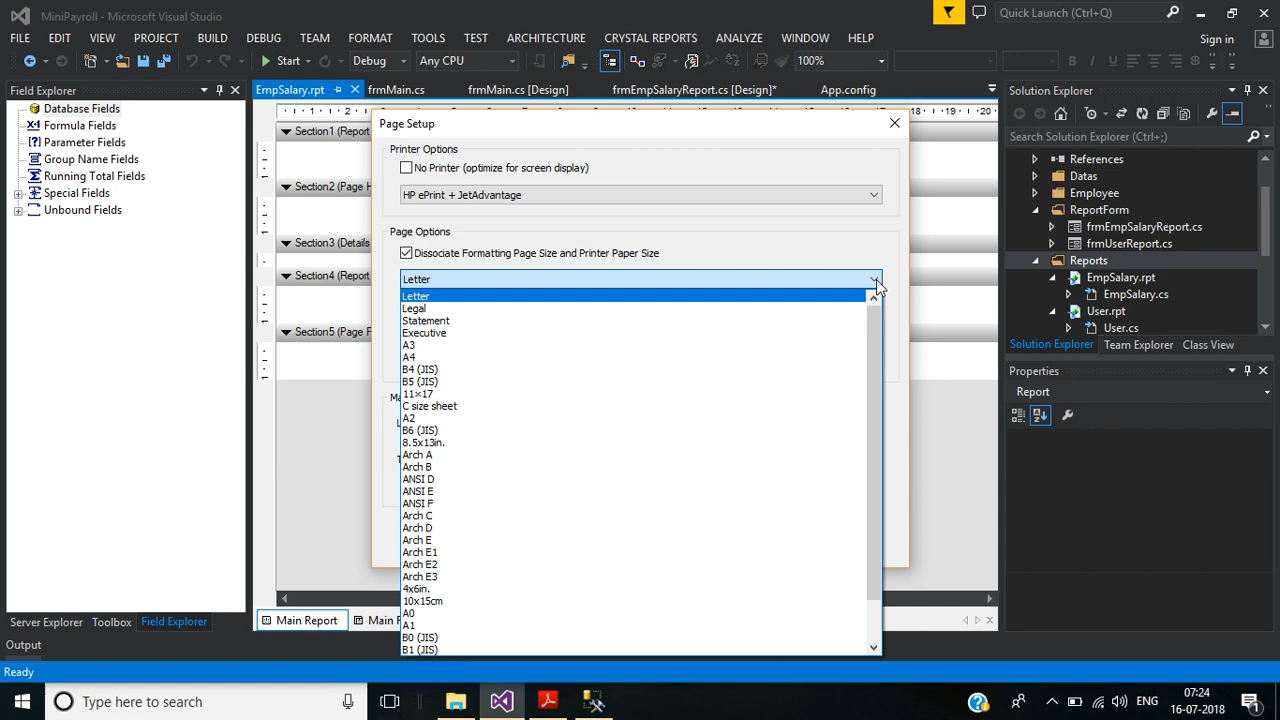 MiniPayroll - Microsoft Visual Studio
Quick Launch (Ctrl+Q)
FILE EDIT VIEW PROJECT BUILD DEBUG TEAM FORMAT TOOLS TEST ARCHITECTURE CRYSTAL REPORTS ANALYZE WINDOW HELP
Sign in
Start Debug Any CPU 100%
Field Explorer
Database Fields
Formula Fields
Parameter Fields
Group Name Fields
Running Total Fields
Special Fields
Unbound Fields
Server Explorer Toolbox Field Explorer
EmpSalary.rpt frmMain.cs frmMain.cs [Design] frmEmpSalaryReport.cs [Design]* App.config
Section1 (Report
Section2 (Page H
Section3 (Details
Section4 (Report
Section5 (Page F
Main Report
Page Setup
Printer Options
No Printer (optimize for screen display)
HP ePrint + JetAdvantage
Page Options
Dissociate Formatting Page Size and Printer Paper Size
Letter
Letter
Legal
Statement
Executive
A3
A4
B4 (JIS)
B5 (JIS)
11×17
C size sheet
A2
B6 (JIS)
8.5x13in.
Arch A
Arch B
ANSI D
ANSI E
ANSI F
Arch C
Arch D
Arch E
Arch E1
Arch E2
Arch E3
4x6in.
10x15cm
A0
A1
B0 (JIS)
B1 (JIS)
Solution Explorer
Search Solution Explorer (Ctrl+;)
References
Datas
Employee
ReportForm
frmEmpSalaryReport.cs
frmUserReport.cs
Reports
EmpSalary.rpt
EmpSalary.cs
User.rpt
User.cs
Solution Explorer Team Explorer Class View
Properties
Report
Output
Ready
Type here to search
ENG
07:24
16-07-2018